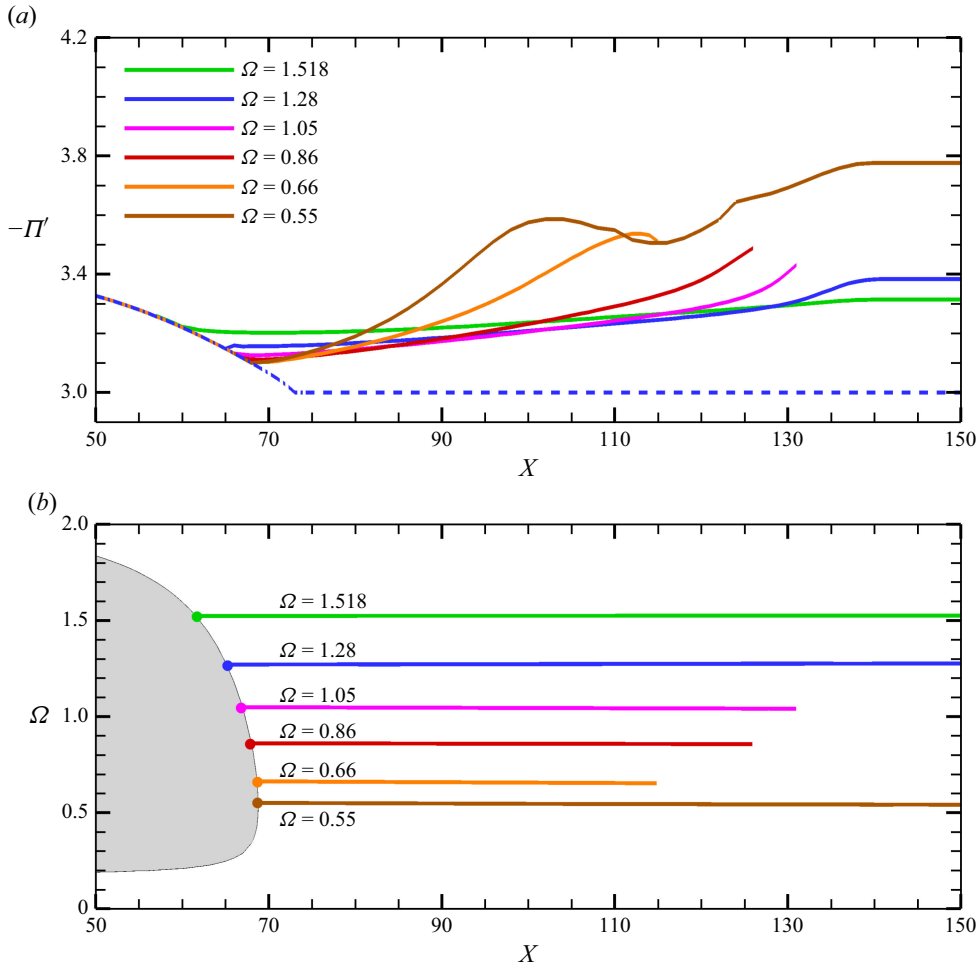 (a)
4.2
3.8
−Π′
3.4
3.0
Ω = 1.518
Ω = 1.28
Ω = 1.05
Ω = 0.86
Ω = 0.66
Ω = 0.55
50 70 90 110 130 150
X
(b)
2.0
1.5
Ω 1.0
0.5
0
Ω = 1.518
Ω = 1.28
Ω = 1.05
Ω = 0.86
Ω = 0.66
Ω = 0.55
50 70 90 110 130 150
X